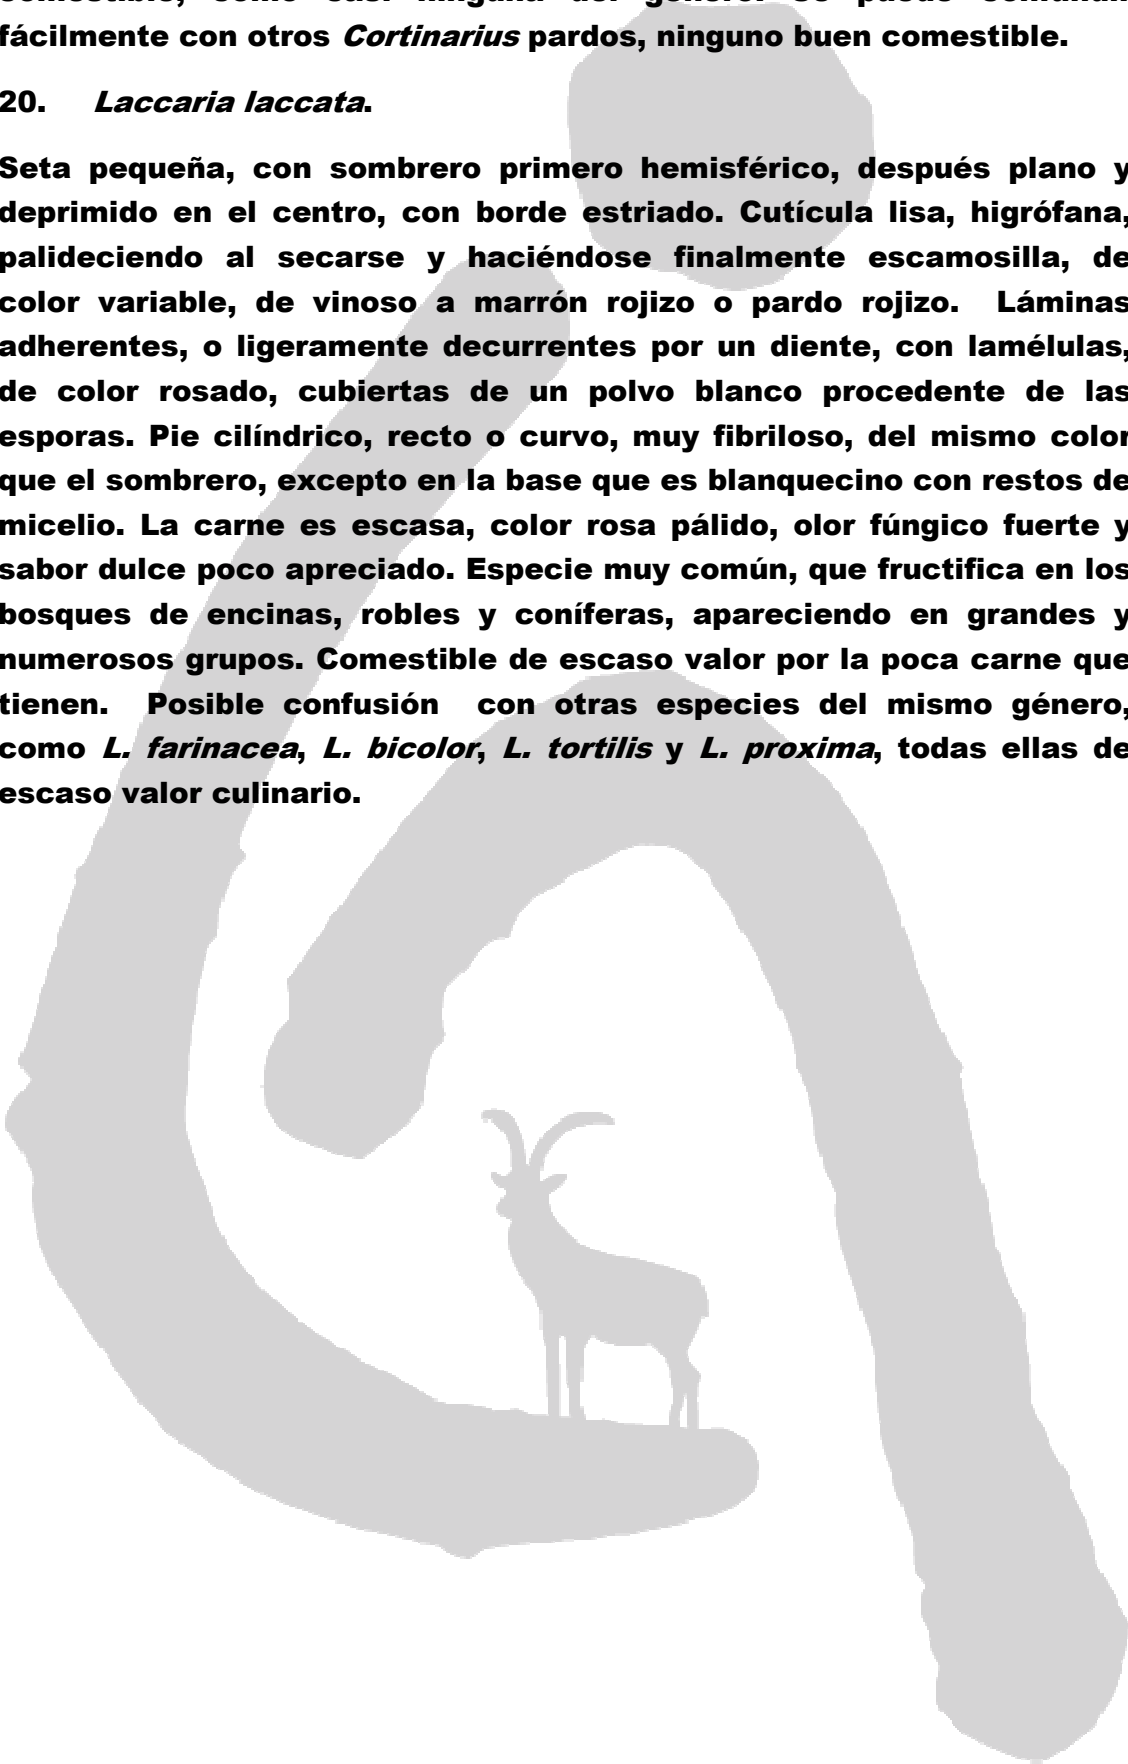 fácilmente con otros Cortinarius pardos, ninguno buen comestible.
20. Laccaria laccata.
Seta pequeña, con sombrero primero hemisférico, después plano y
deprimido en el centro, con borde estriado. Cutícula lisa, higrófana,
palideciendo al secarse y haciéndose finalmente escamosilla, de
color variable, de vinoso a marrón rojizo o pardo rojizo. Láminas
adherentes, o ligeramente decurrentes por un diente, con lamélulas,
de color rosado, cubiertas de un polvo blanco procedente de las
esporas. Pie cilíndrico, recto o curvo, muy fibriloso, del mismo color
que el sombrero, excepto en la base que es blanquecino con restos de
micelio. La carne es escasa, color rosa pálido, olor fúngico fuerte y
sabor dulce poco apreciado. Especie muy común, que fructifica en los
bosques de encinas, robles y coníferas, apareciendo en grandes y
numerosos grupos. Comestible de escaso valor por la poca carne que
tienen. Posible confusión con otras especies del mismo género,
como L. farinacea, L. bicolor, L. tortilis y L. proxima, todas ellas de
escaso valor culinario.